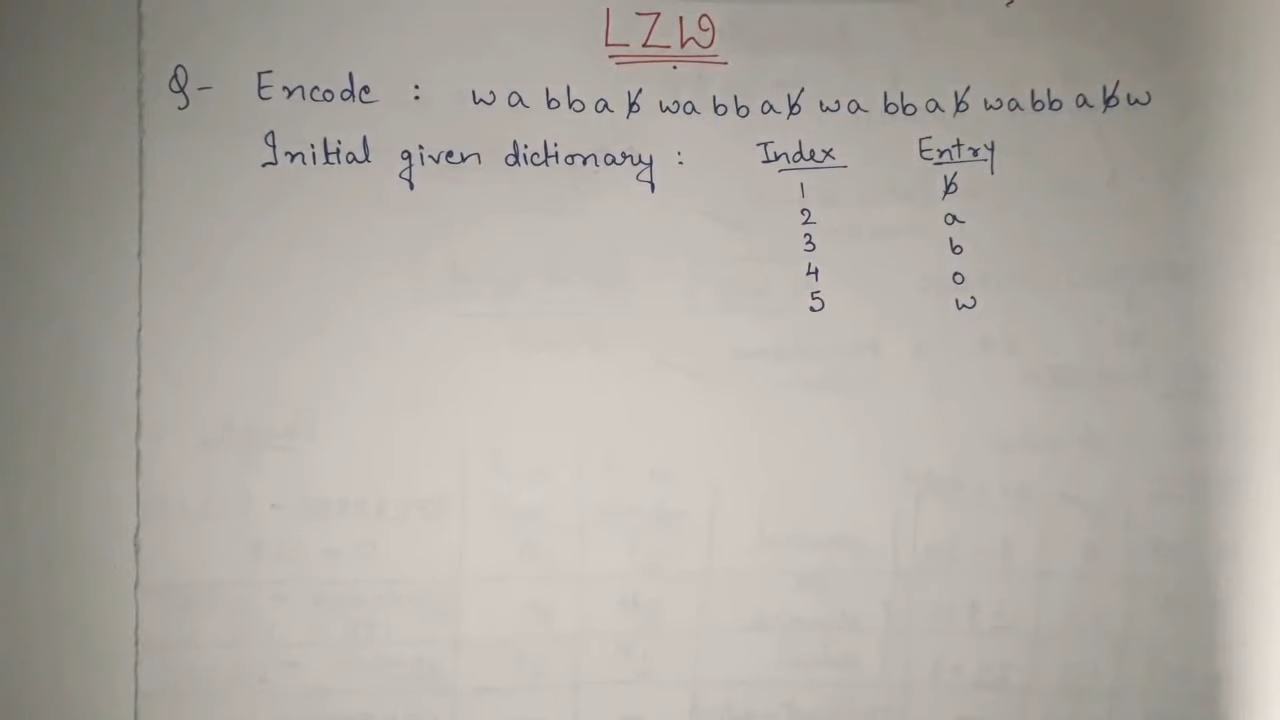 LZW
Q- Encode : w a b b a b̸ w a b b a b̸ w a b b a b̸ w a b b a b̸ w
Initial given dictionary : Index Entry
1 b̸
2 a
3 b
4 o
5 w